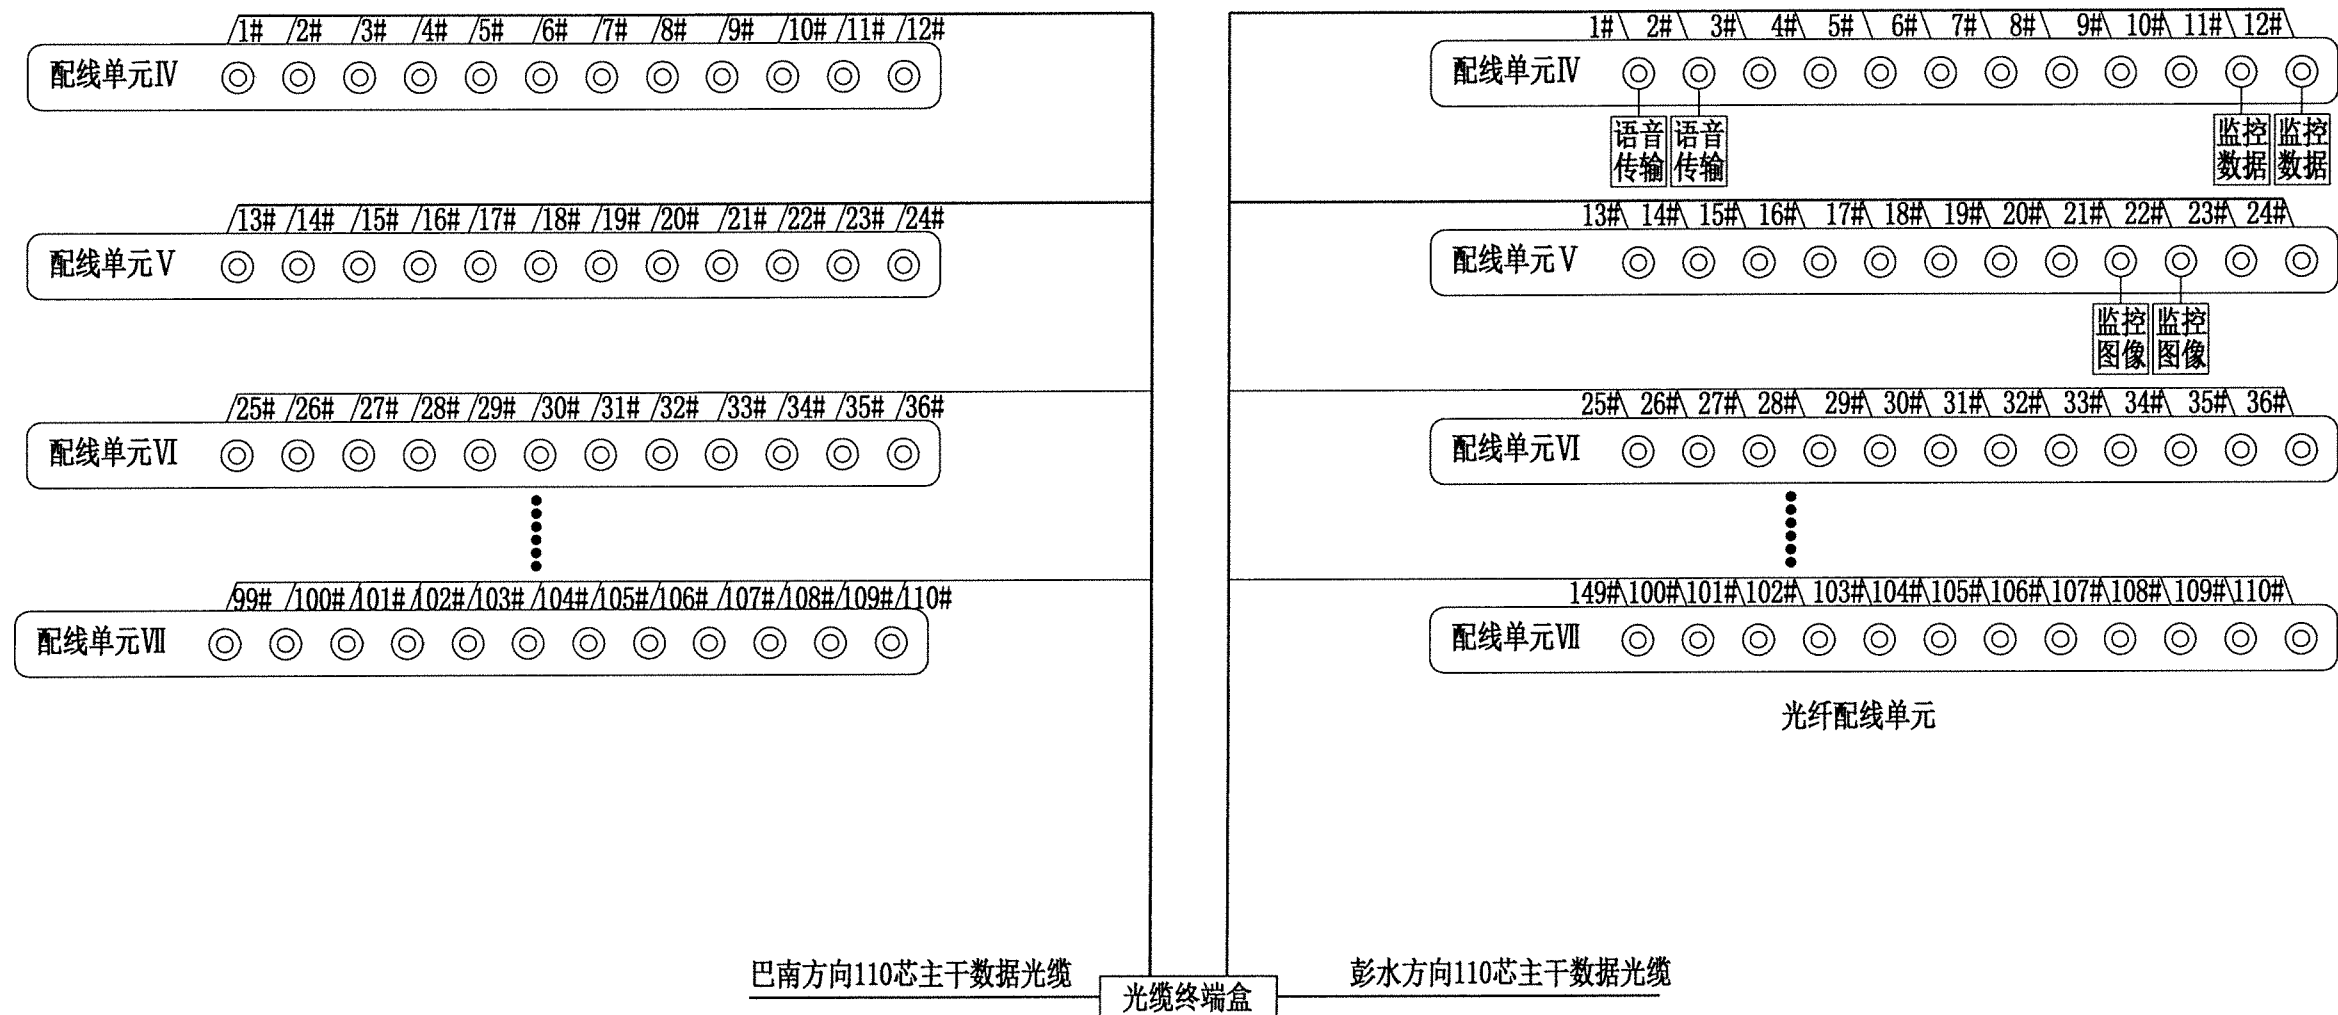 1# 2# 3# 4# 5# 6# 7# 8# 9# 10# 11# 12#
配线单元Ⅳ
13# 14# 15# 16# 17# 18# 19# 20# 21# 22# 23# 24#
配线单元Ⅴ
25# 26# 27# 28# 29# 30# 31# 32# 33# 34# 35# 36#
配线单元Ⅵ
99# 100# 101# 102# 103# 104# 105# 106# 107# 108# 109# 110#
配线单元Ⅶ
1# 2# 3# 4# 5# 6# 7# 8# 9# 10# 11# 12#
配线单元Ⅳ
语音 语音 监控 监控
传输 传输 数据 数据
13# 14# 15# 16# 17# 18# 19# 20# 21# 22# 23# 24#
配线单元Ⅴ
监控 监控
图像 图像
25# 26# 27# 28# 29# 30# 31# 32# 33# 34# 35# 36#
配线单元Ⅵ
149# 100# 101# 102# 103# 104# 105# 106# 107# 108# 109# 110#
配线单元Ⅶ
光纤配线单元
巴南方向110芯主干数据光缆
光缆终端盒
彭水方向110芯主干数据光缆